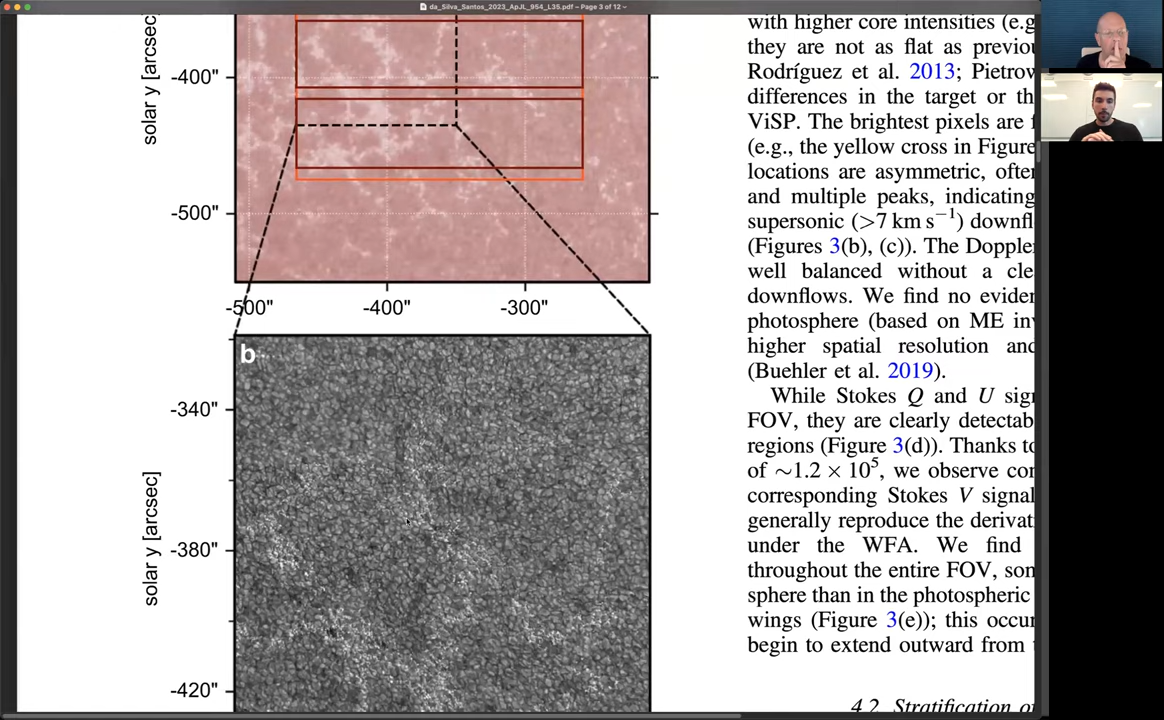 da_Silva_Santos_2023_ApJL_954_L35.pdf – Page 3 of 12
solar y [arcsec]
-400"
-500"
-500"
-400"
-300"
b
solar y [arcsec]
-340"
-360"
-380"
-400"
-420"
with higher core intensities (e.g
they are not as flat as previou
Rodríguez et al. 2013; Pietrow
differences in the target or th
ViSP. The brightest pixels are f
(e.g., the yellow cross in Figure
locations are asymmetric, often
and multiple peaks, indicating
supersonic (>7 km s−1) downfl
(Figures 3(b), (c)). The Doppler
well balanced without a cle
downflows. We find no eviden
photosphere (based on ME inv
higher spatial resolution and
(Buehler et al. 2019).
While Stokes Q and U sign
FOV, they are clearly detectab
regions (Figure 3(d)). Thanks to
of ∼1.2 × 10⁵, we observe con
corresponding Stokes V signal
generally reproduce the derivati
under the WFA. We find
throughout the entire FOV, som
sphere than in the photospheric
wings (Figure 3(e)); this occur
begin to extend outward from
4.2. Stratification o